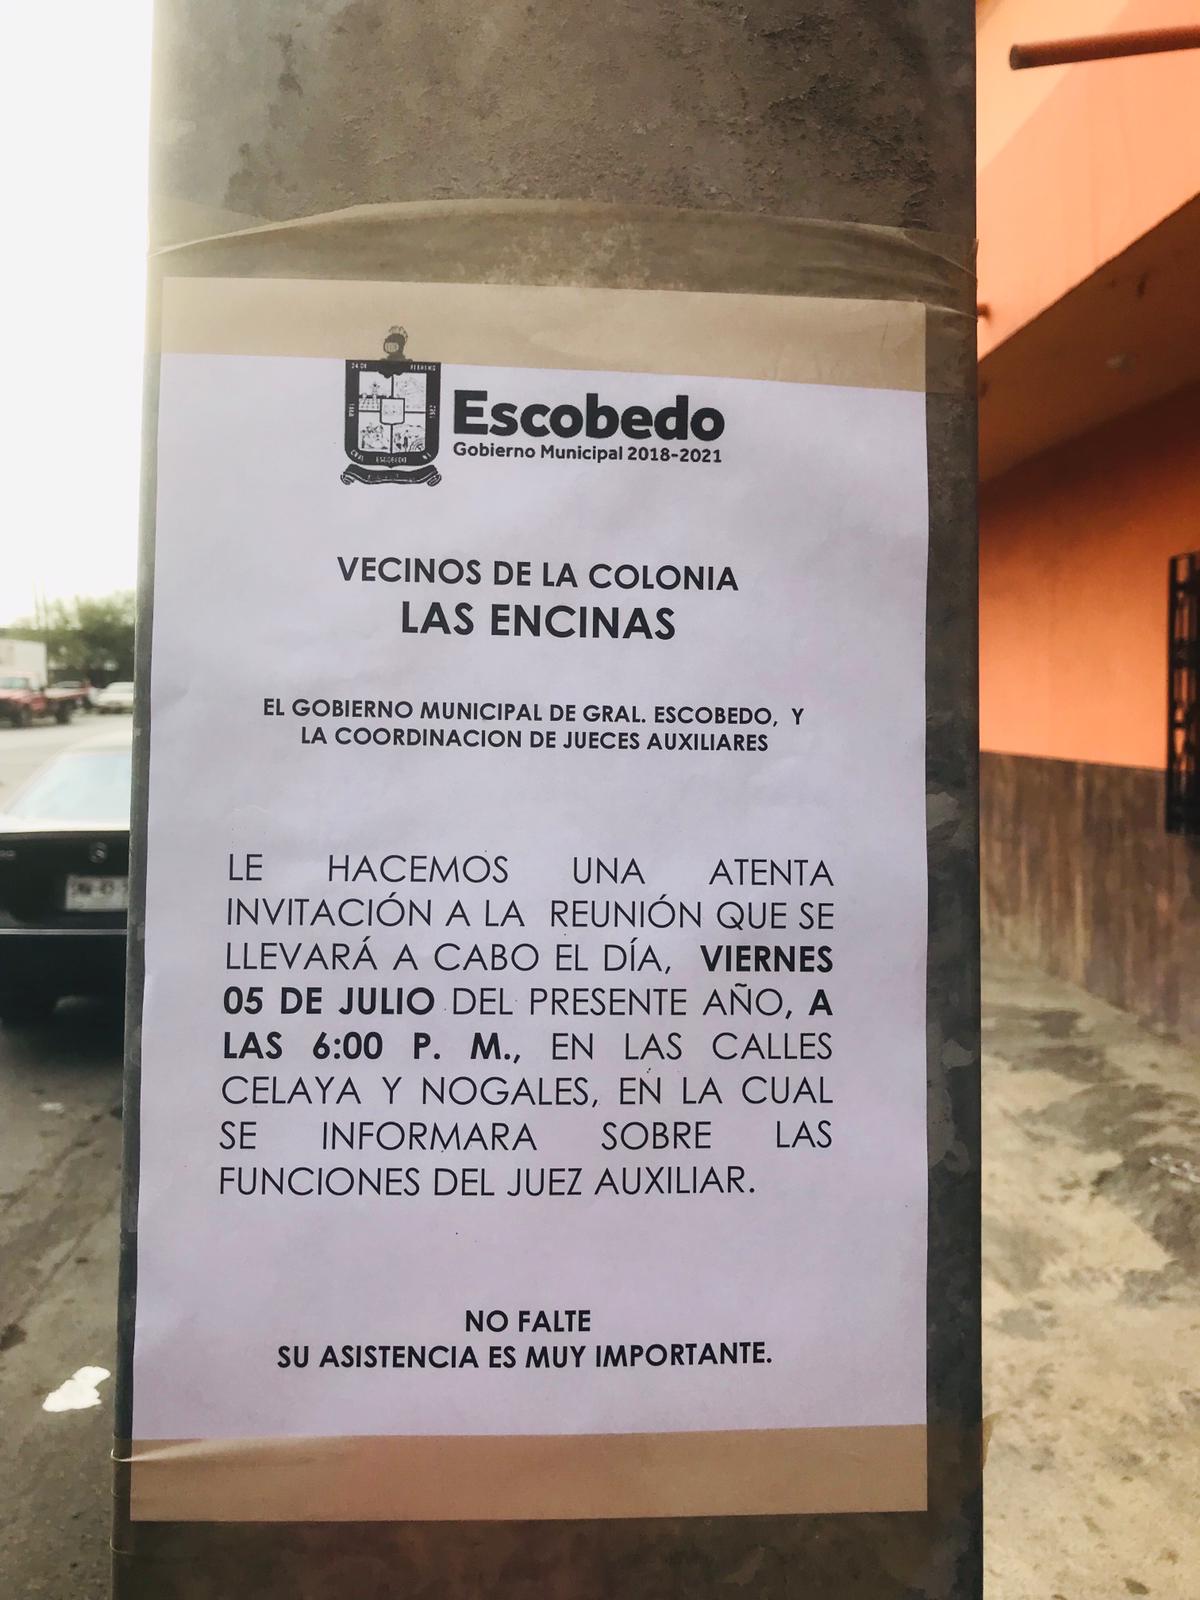 Escobedo
Gobierno Municipal 2018-2021
VECINOS DE LA COLONIA
LAS ENCINAS
EL GOBIERNO MUNICIPAL DE GRAL. ESCOBEDO, Y
LA COORDINACION DE JUECES AUXILIARES
LE HACEMOS UNA ATENTA
INVITACIÓN A LA REUNIÓN QUE SE
LLEVARÁ A CABO EL DÍA, VIERNES
05 DE JULIO DEL PRESENTE AÑO, A
LAS 6:00 P. M., EN LAS CALLES
CELAYA Y NOGALES, EN LA CUAL
SE INFORMARA SOBRE LAS
FUNCIONES DEL JUEZ AUXILIAR.
NO FALTE
SU ASISTENCIA ES MUY IMPORTANTE.